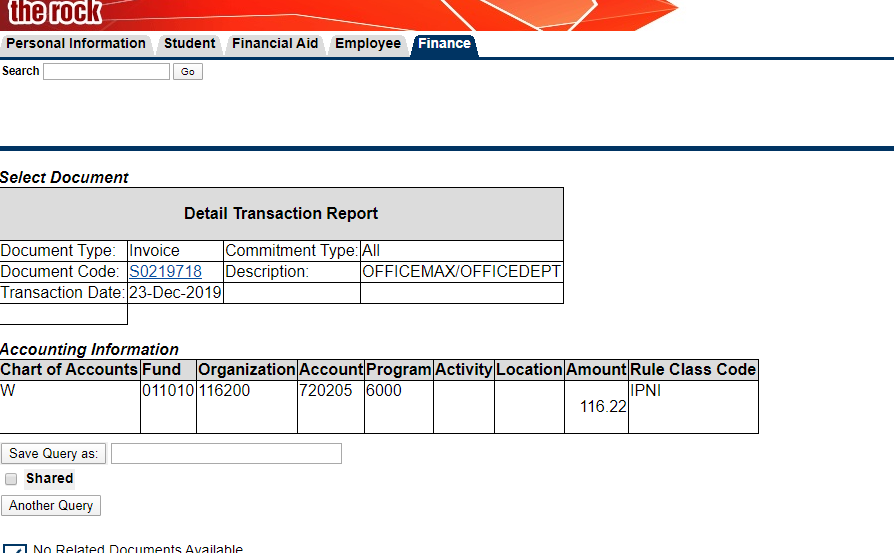 the rock
Personal Information Student Financial Aid Employee Finance
Search Go
Select Document
Detail Transaction Report
Document Type: Invoice Commitment Type: All
Document Code: S0219718 Description: OFFICEMAX/OFFICEDEPT
Transaction Date: 23-Dec-2019
Accounting Information
Chart of Accounts Fund Organization Account Program Activity Location Amount Rule Class Code
W 011010 116200 720205 6000 116.22 IPNI
Save Query as:
Shared
Another Query
No Related Documents Available